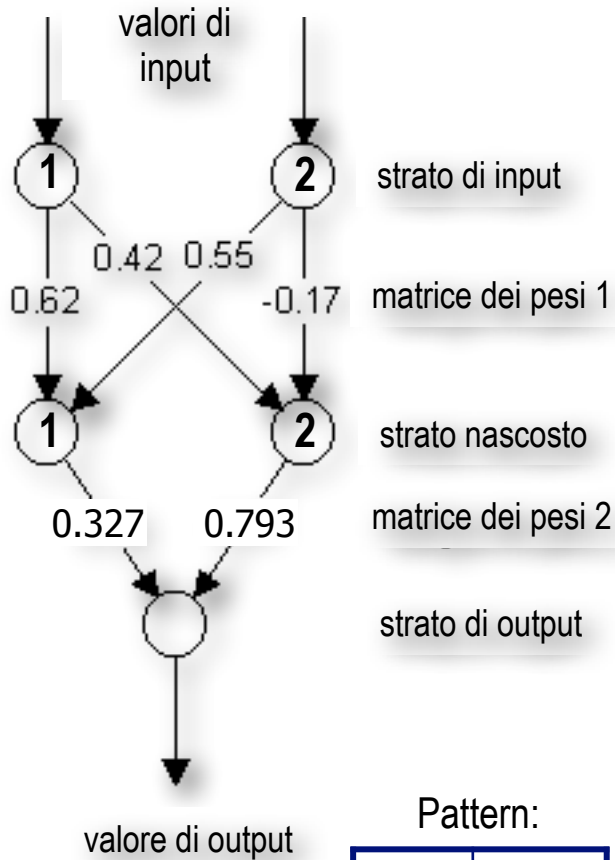 valori di
input
1 2 strato di input
0.42 0.55
0.62 -0.17 matrice dei pesi 1
1 2 strato nascosto
0.327 0.793 matrice dei pesi 2
strato di output
Pattern:
valore di output